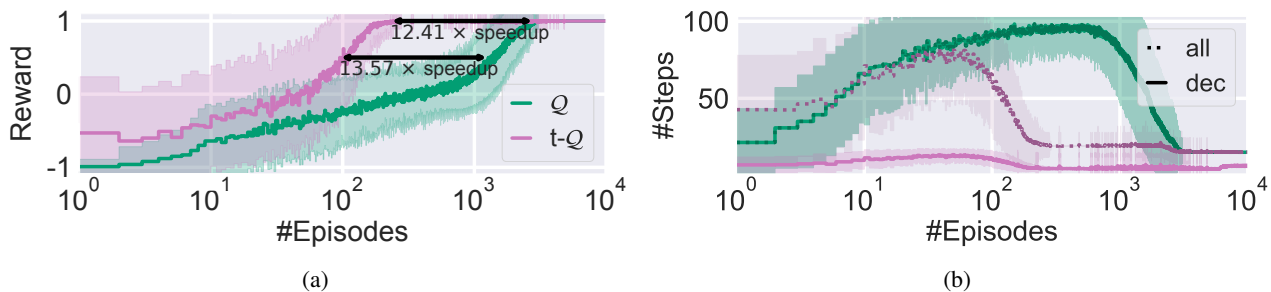 Reward
1
0
-1
12.41 × speedup
13.57 × speedup
Q
t-Q
10^0 10^1 10^2 10^3 10^4
#Episodes
(a)
#Steps
100
50
all
dec
10^0 10^1 10^2 10^3 10^4
#Episodes
(b)